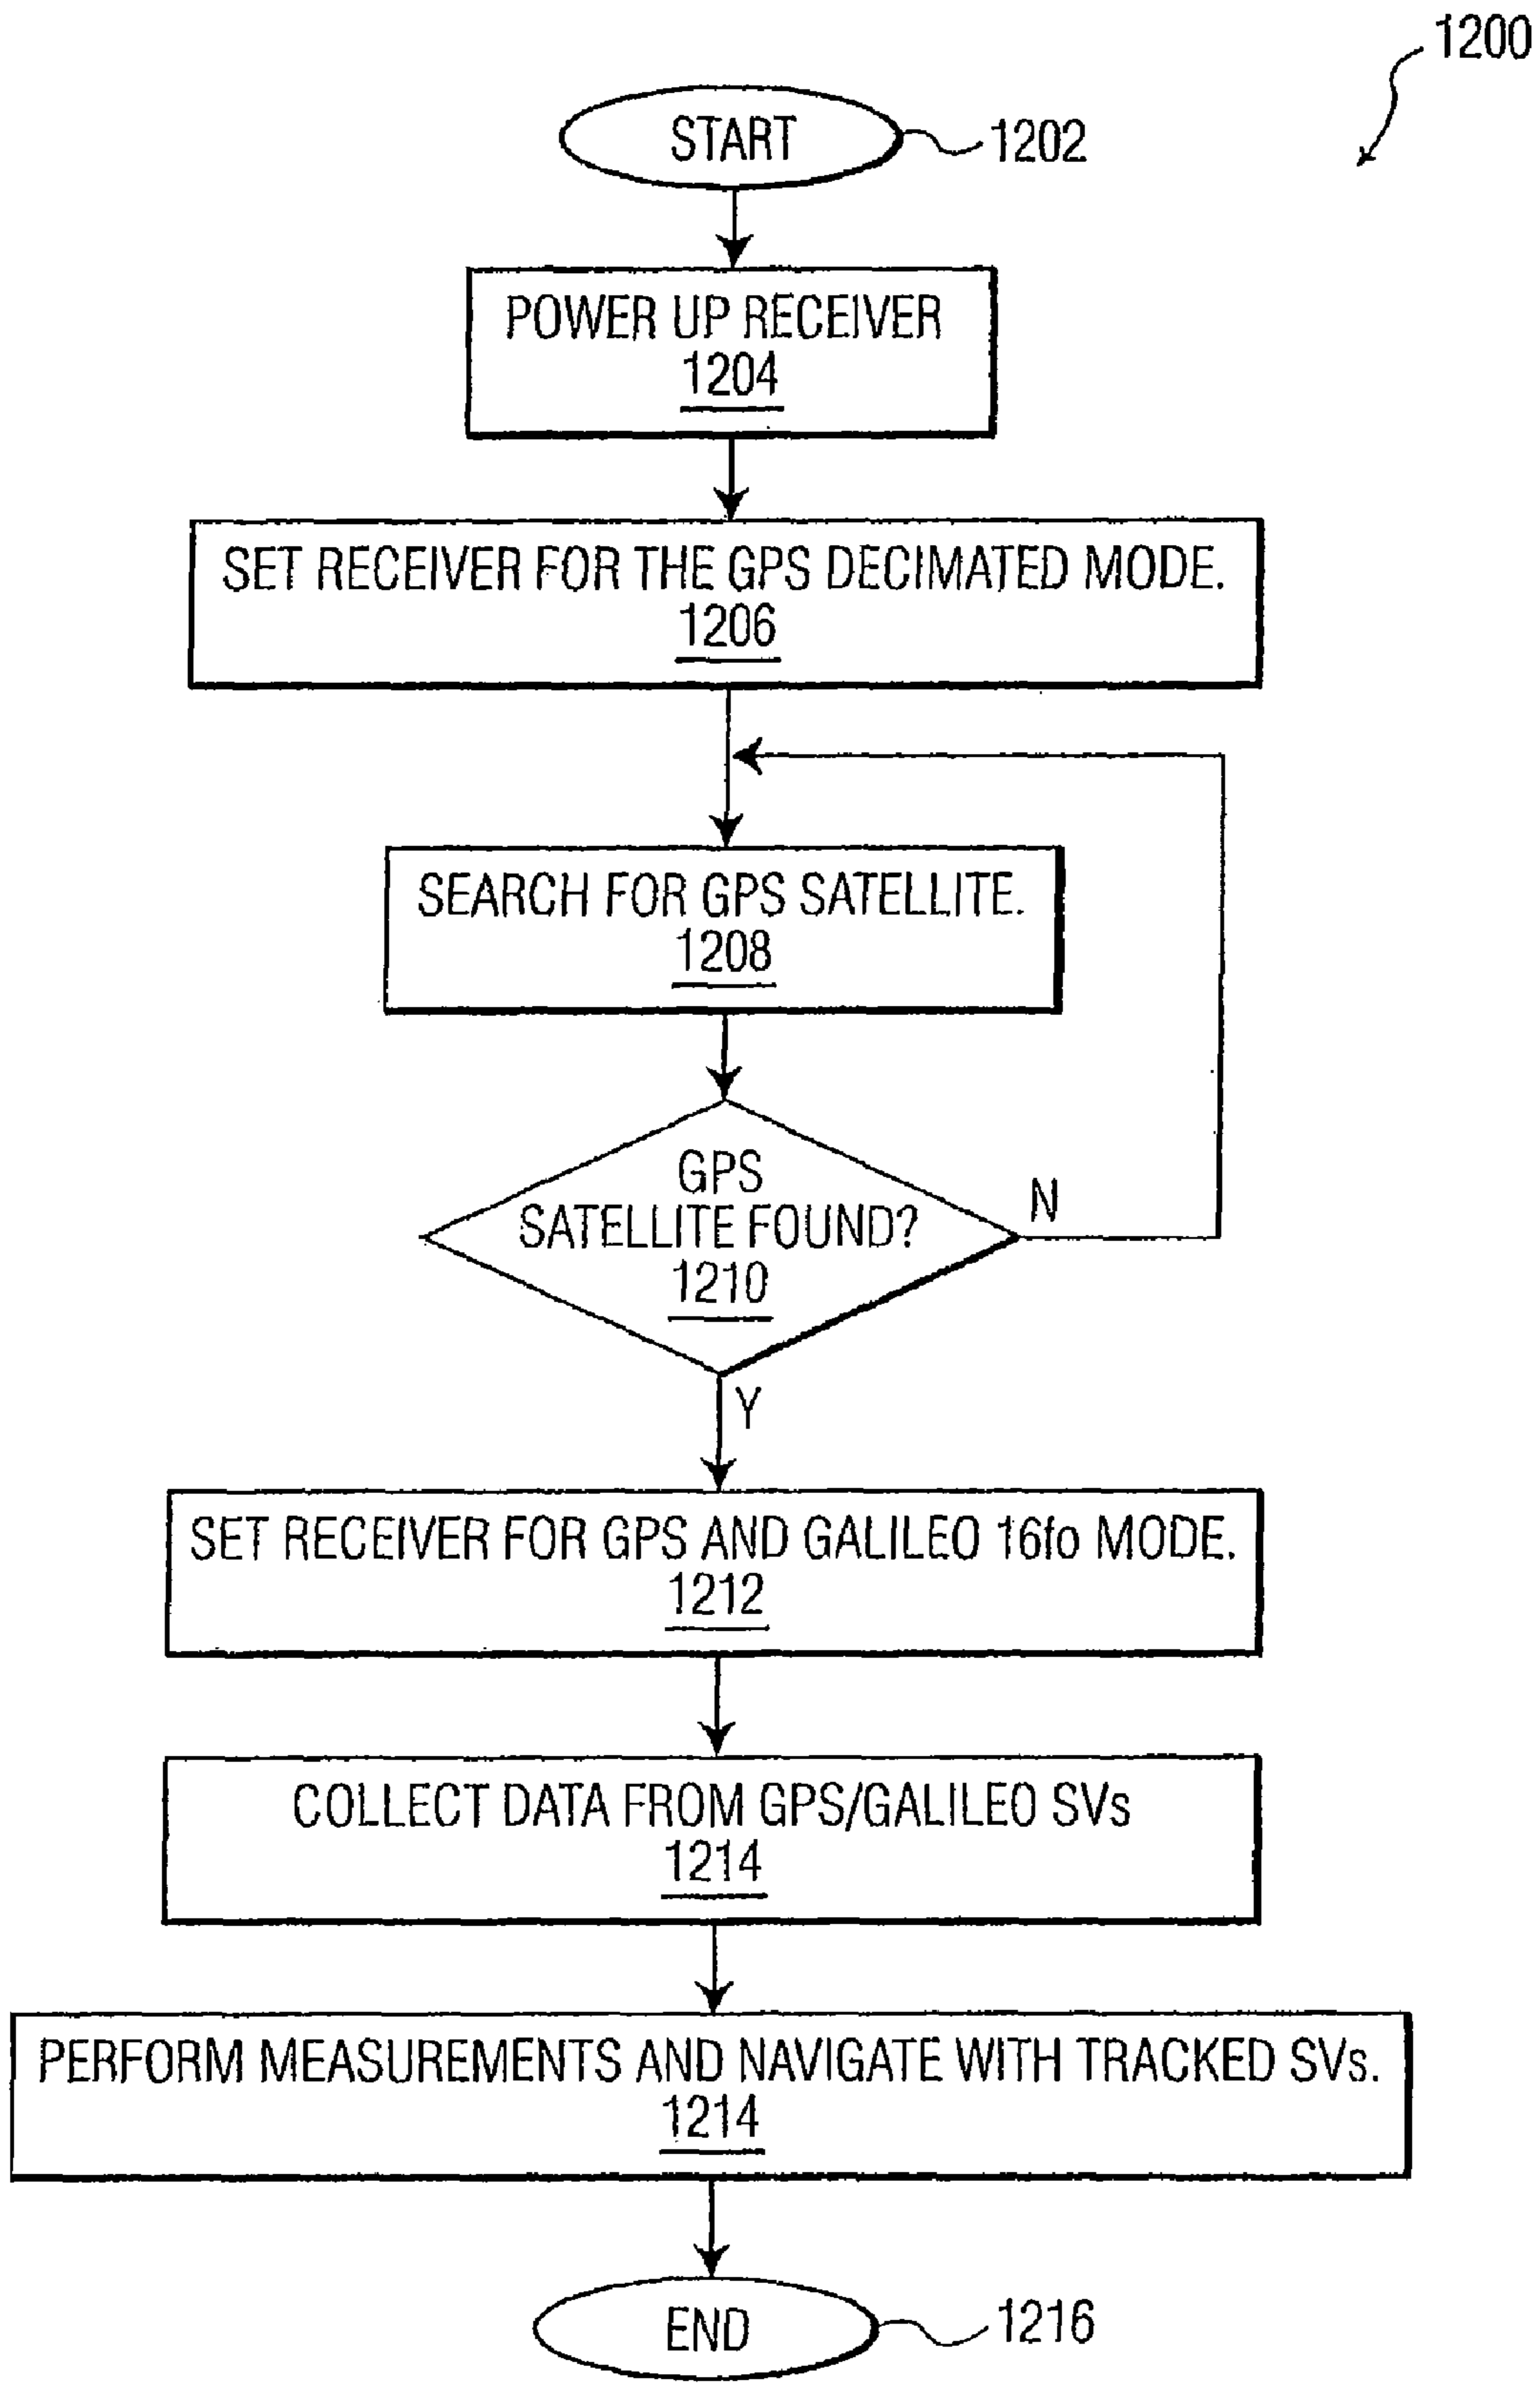 1200
START
1202
POWER UP RECEIVER
1204
SET RECEIVER FOR THE GPS DECIMATED MODE.
1206
SEARCH FOR GPS SATELLITE.
1208
GPS
SATELLITE FOUND?
1210
N
Y
SET RECEIVER FOR GPS AND GALILEO 16fo MODE.
1212
COLLECT DATA FROM GPS/GALILEO SVs
1214
PERFORM MEASUREMENTS AND NAVIGATE WITH TRACKED SVs.
1214
END
1216